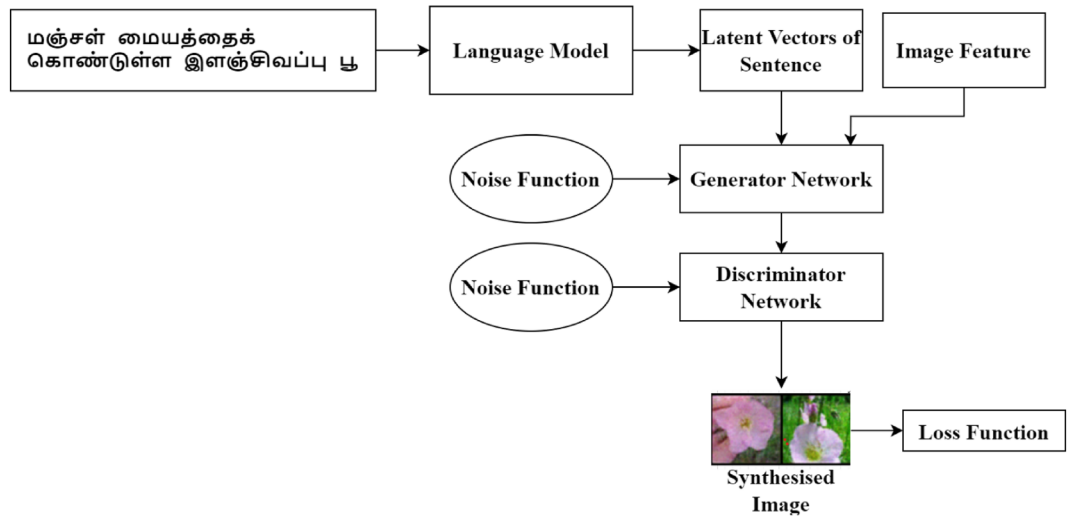 மஞ்சள் மையத்தைக்
கொண்டுள்ள இளஞ்சிவப்பு பூ
Language Model
Latent Vectors of
Sentence
Image Feature
Noise Function
Generator Network
Noise Function
Discriminator
Network
Loss Function
Synthesised
Image